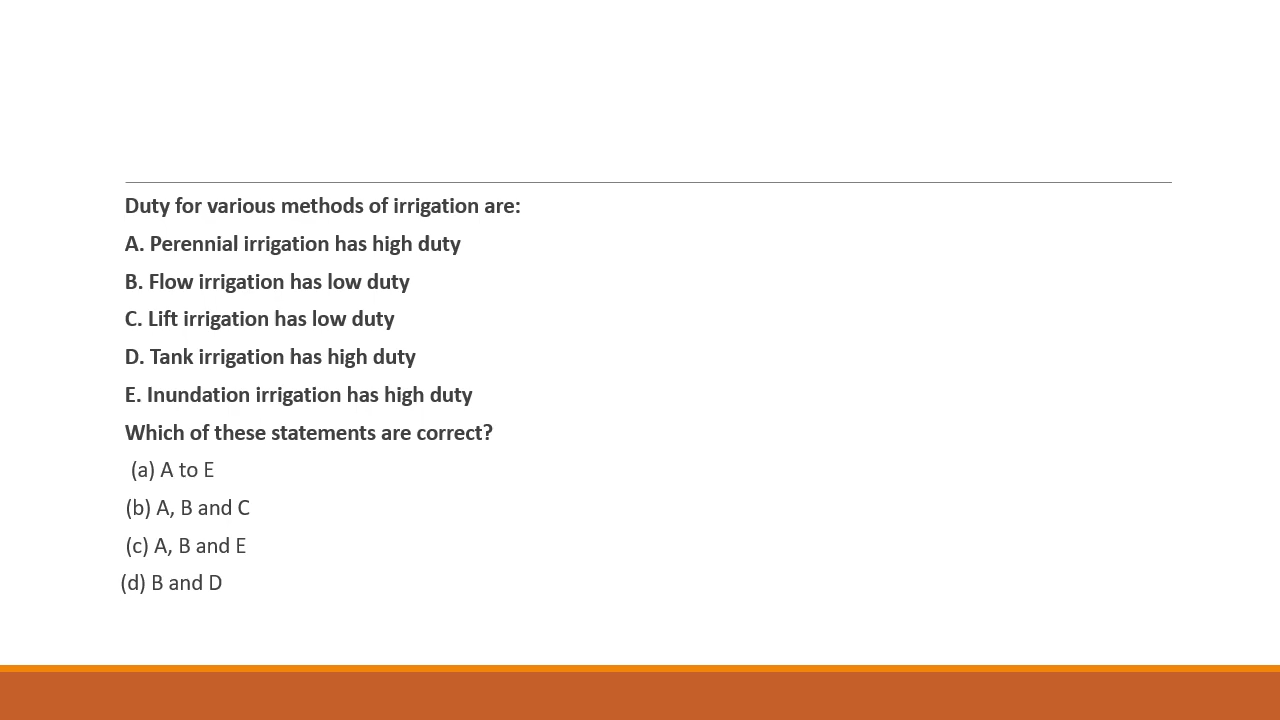 Duty for various methods of irrigation are:
A. Perennial irrigation has high duty
B. Flow irrigation has low duty
C. Lift irrigation has low duty
D. Tank irrigation has high duty
E. Inundation irrigation has high duty
Which of these statements are correct?
(a) A to E
(b) A, B and C
(c) A, B and E
(d) B and D